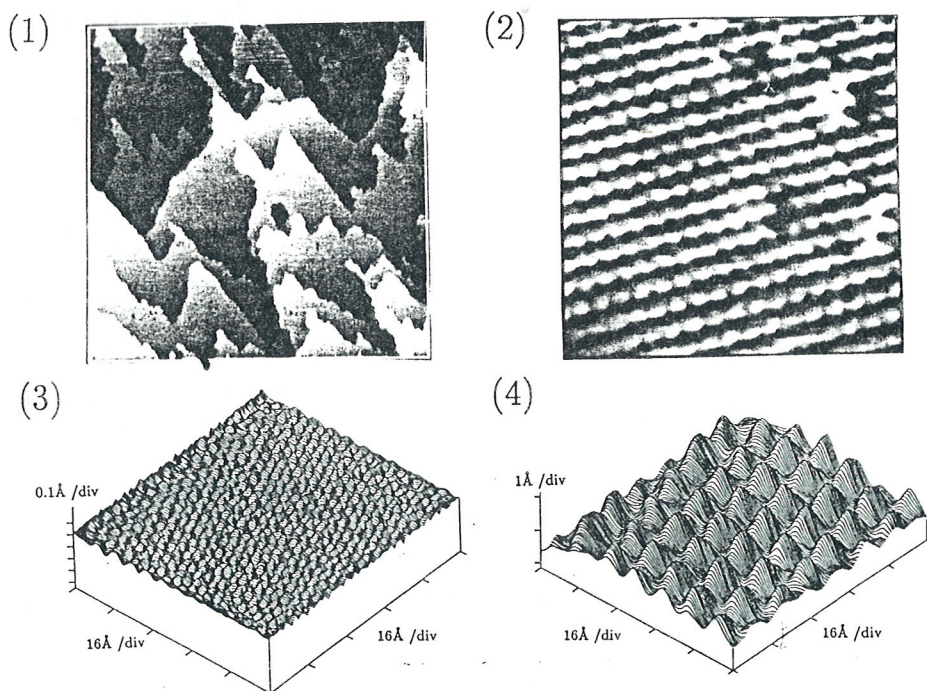 (1)
(2)
(3)
0.1Å /div
16Å /div
16Å /div
(4)
1Å /div
16Å /div
16Å /div